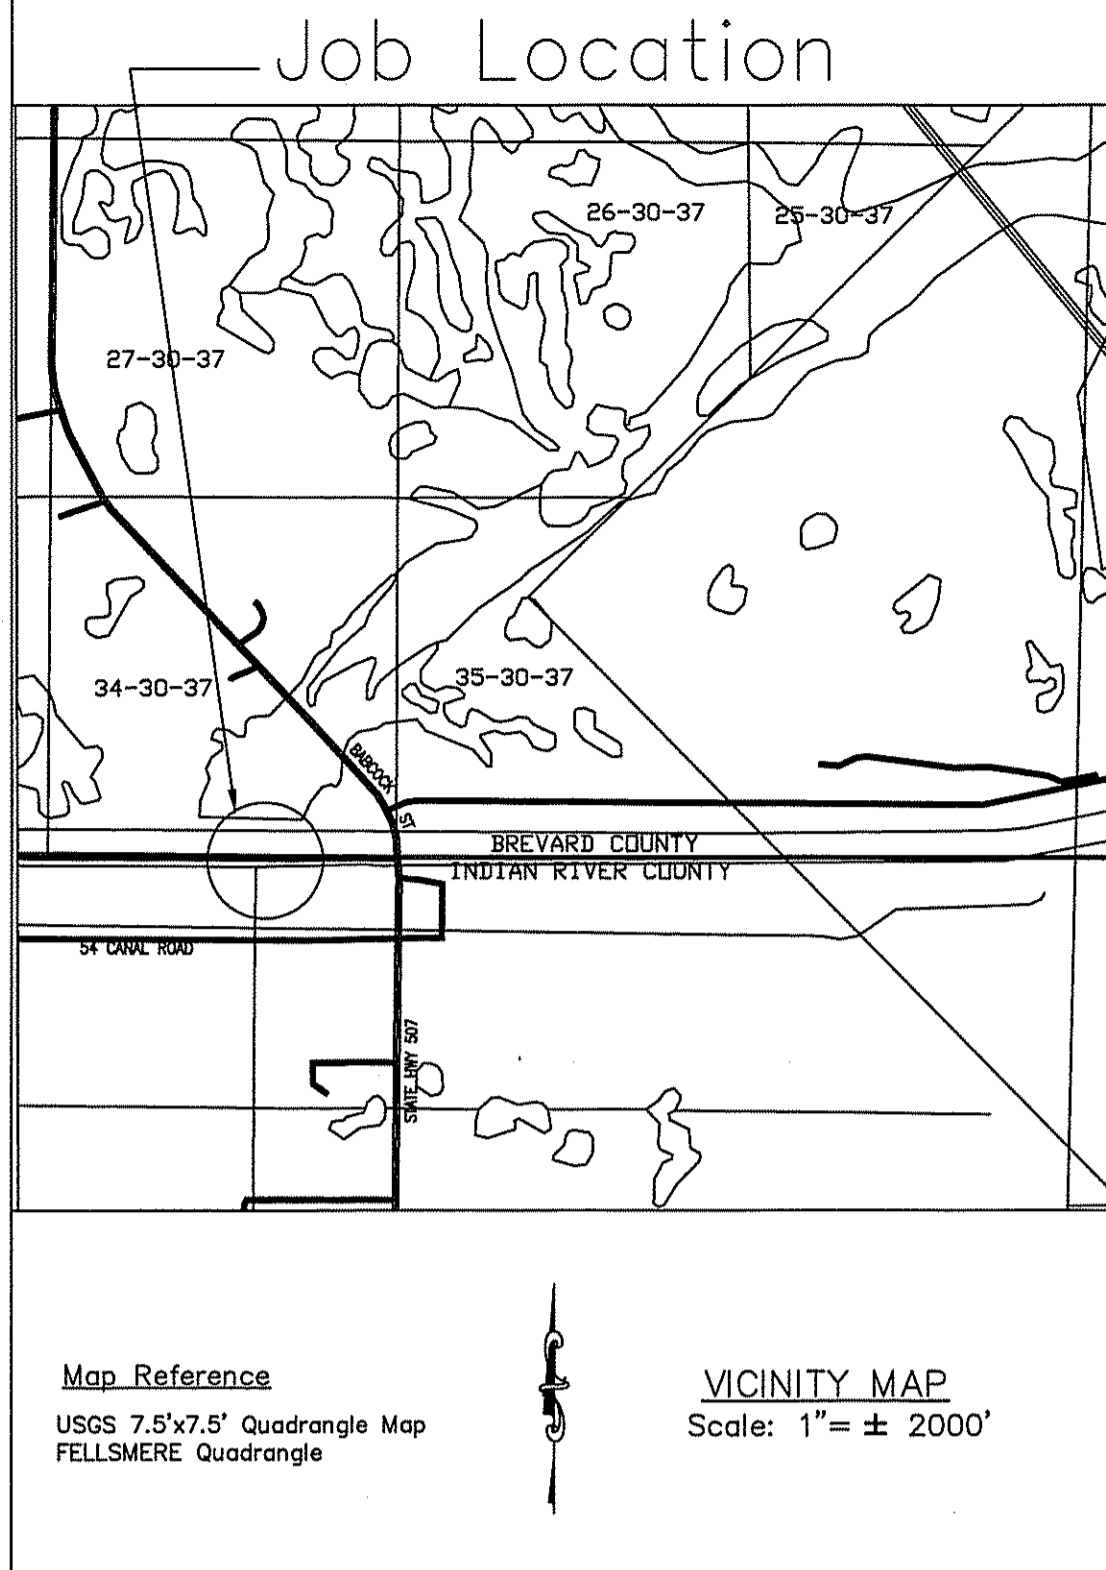 Job Location
26-30-37
25-30-37
27-30-37
34-30-37
35-30-37
BABCOCK ST
BREVARD COUNTY
INDIAN RIVER COUNTY
54 CANAL ROAD
STATE HWY 507
Map Reference
USGS 7.5'x7.5' Quadrangle Map
FELLSMERE Quadrangle
VICINITY MAP
Scale: 1"= ± 2000'